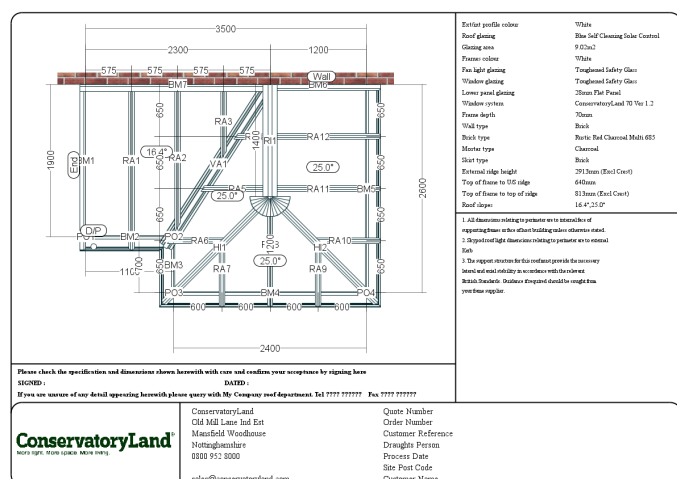 3500
2300 1200
575 575 575 575
Wall
BM7 BM6
650 650
RA3
RI1 RA12
1400
1900 End BM1 RA1 16.4° RA2 VA1 650 650
25.0°
RA5 RA11 BM5 2600
25.0°
D/P
PO1 BM2 PO2 RA6 HI1 1200 HI2 RA10
650 650
1100 700 BM3 RA7 25.0° RA9
650 650
PO3 BM4 PO4
600 600 600 600
2400
Ext/int profile colour White
Roof glazing Blue Self Cleaning Solar Control
Glazing area 9.02m2
Frames colour White
Fan light glazing Toughened Safety Glass
Window glazing Toughened Safety Glass
Lower panel glazing 28mm Flat Panel
Window system ConservatoryLand 70 Ver 1.2
Frame depth 70mm
Wall type Brick
Brick type Rustic Red Charcoal Multi 685
Mortar type Charcoal
Skirt type Brick
External ridge height 2913mm (Excl Crest)
Top of frame to U/S ridge 640mm
Top of frame to top of ridge 813mm (Excl Crest)
Roof slopes 16.4°,25.0°
1. All dimensions relating to perimeter are to internal face of
supporting frames or face of host building unless otherwise stated.
2. Skypod roof light dimensions relating to perimeter are to external
Kerb
3. The support structure for this roof must provide the necessary
lateral and axial stability in accordance with the relevant
British Standards. Guidance if required should be sought from
your frame supplier.
Please check the specification and dimensions shown herewith with care and confirm your acceptance by signing here
SIGNED : DATED :
If you are unsure of any detail appearing herewith please query with My Company roof department. Tel ???? ?????? Fax ???? ??????
ConservatoryLand
More light. More space. More living.
ConservatoryLand
Old Mill Lane Ind Est
Mansfield Woodhouse
Nottinghamshire
0800 952 8000
sales@conservatoryland.com
Quote Number
Order Number
Customer Reference
Draughts Person
Process Date
Site Post Code
Customer Name